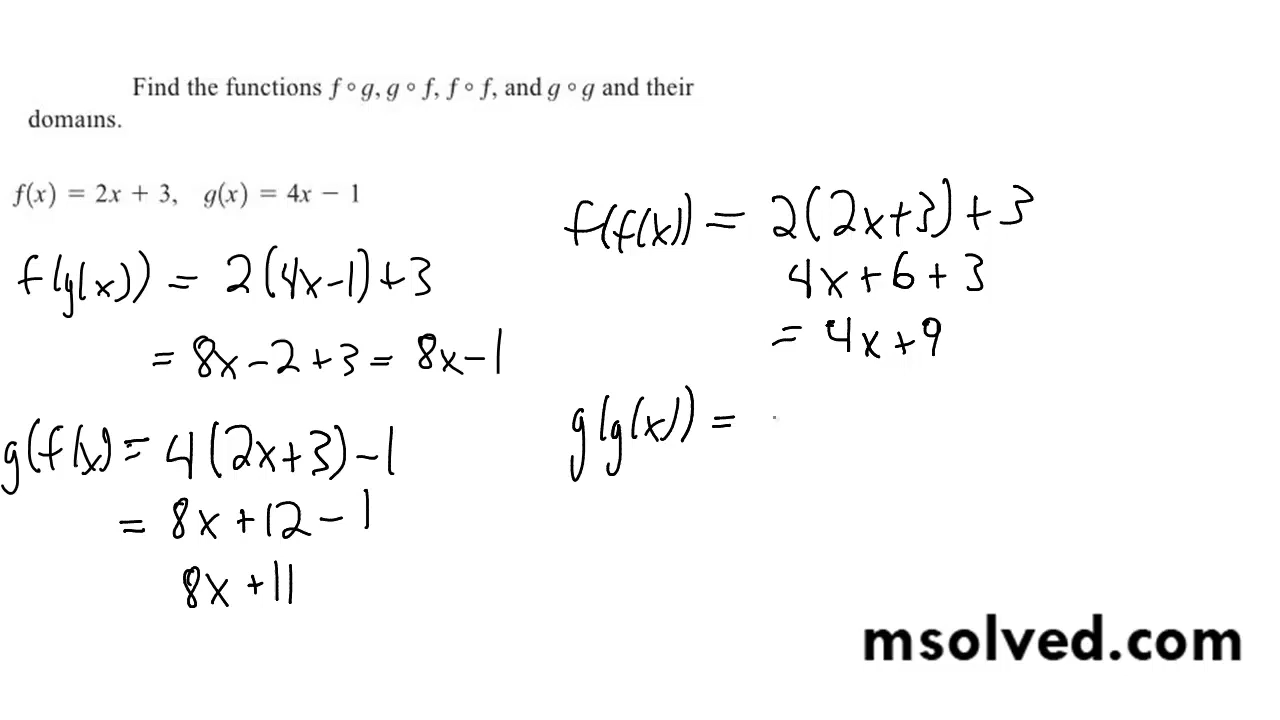 Find the functions f ∘ g, g ∘ f, f ∘ f, and g ∘ g and their
domains.
f(x) = 2x + 3, g(x) = 4x − 1
f(g(x)) = 2(4x-1)+3
= 8x-2+3 = 8x-1
g(f(x) = 4(2x+3)-1
= 8x+12-1
8x+11
f(f(x)) = 2(2x+3)+3
4x+6+3
= 4x+9
g(g(x)) =
msolved.com